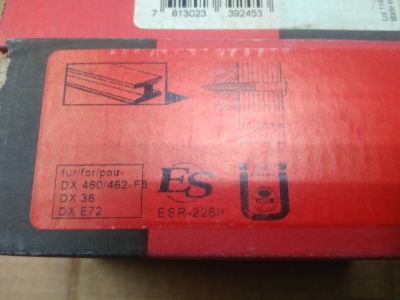 7 613023 392453
für/for/pour
DX 460/462-F8
DX 36
DX E72
ES
ESR-2269